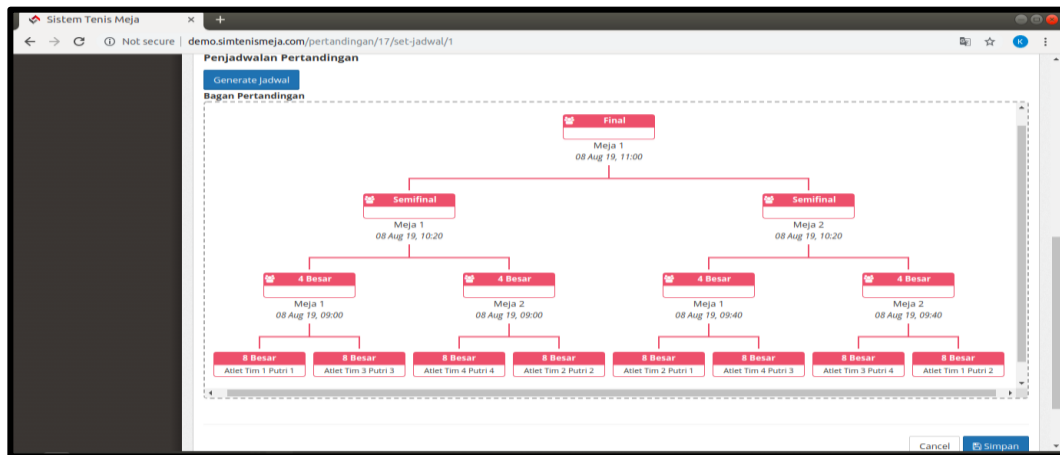 Sistem Tenis Meja
Not secure | demo.simtenismeja.com/pertandingan/17/set-jadwal/1
K
Penjadwalan Pertandingan
Generate Jadwal
Bagan Pertandingan
Final
Meja 1
08 Aug 19, 11:00
Semifinal Semifinal
Meja 1 Meja 2
08 Aug 19, 10:20 08 Aug 19, 10:20
4 Besar 4 Besar 4 Besar 4 Besar
Meja 1 Meja 2 Meja 1 Meja 2
08 Aug 19, 09:00 08 Aug 19, 09:00 08 Aug 19, 09:40 08 Aug 19, 09:40
8 Besar 8 Besar 8 Besar 8 Besar 8 Besar 8 Besar 8 Besar 8 Besar
Atlet Tim 1 Putri 1 Atlet Tim 3 Putri 3 Atlet Tim 4 Putri 4 Atlet Tim 2 Putri 2 Atlet Tim 2 Putri 1 Atlet Tim 4 Putri 3 Atlet Tim 3 Putri 4 Atlet Tim 1 Putri 2
Cancel Simpan